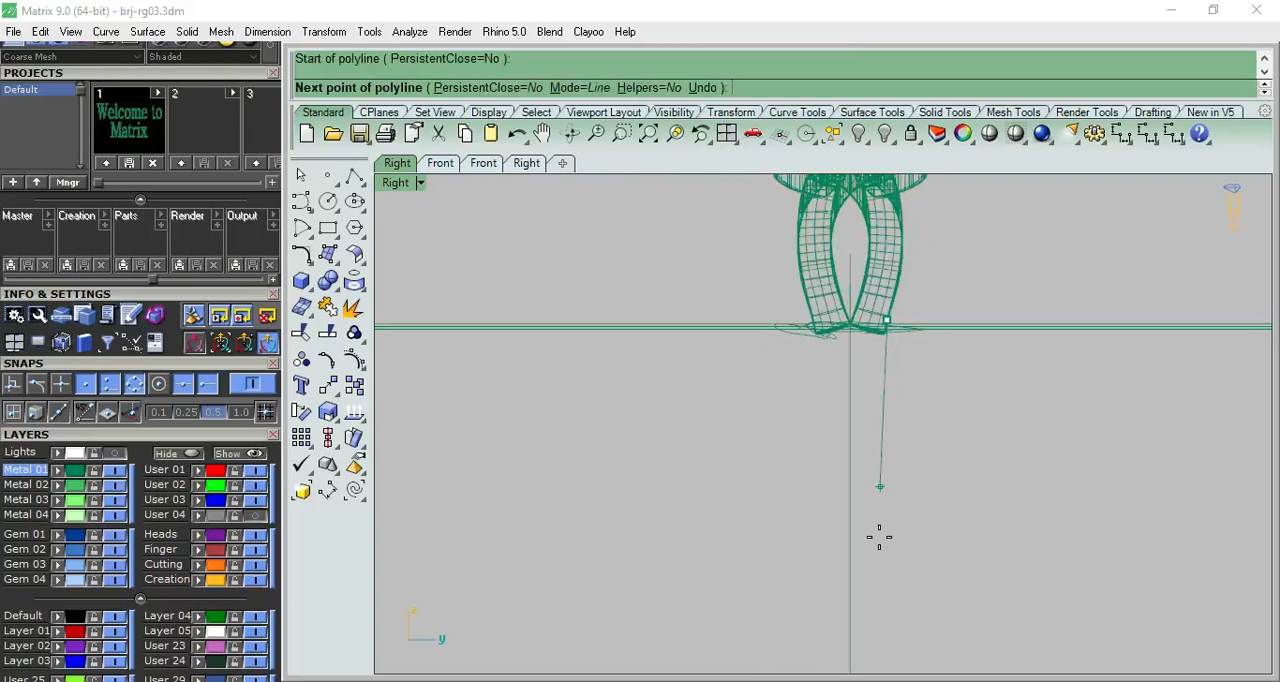 Matrix 9.0 (64-bit) - brj-rg03.3dm
File Edit View Curve Surface Solid Mesh Dimension Transform Tools Analyze Render Rhino 5.0 Blend Clayoo Help
Coarse Mesh Shaded
Start of polyline ( PersistentClose=No ):
PROJECTS
Default
Next point of polyline ( PersistentClose=No Mode=Line Helpers=No Undo ):
1 2 3
Welcome to Matrix
Standard CPlanes Set View Display Select Viewport Layout Visibility Transform Curve Tools Surface Tools Solid Tools Mesh Tools Render Tools Drafting New in V5
Right Front Front Right
Mngr
Right
Master Creation Parts Render Output
INFO & SETTINGS
SNAPS
0.1 0.25 0.5 1.0
LAYERS
Lights Hide Show
Metal 01 User 01
Metal 02 User 02
Metal 03 User 03
Metal 04 User 04
Gem 01 Heads
Gem 02 Finger
Gem 03 Cutting
Gem 04 Creation
Default Layer 04
Layer 01 Layer 05
Layer 02 User 23
Layer 03 User 24
User 25 User 29
z
y